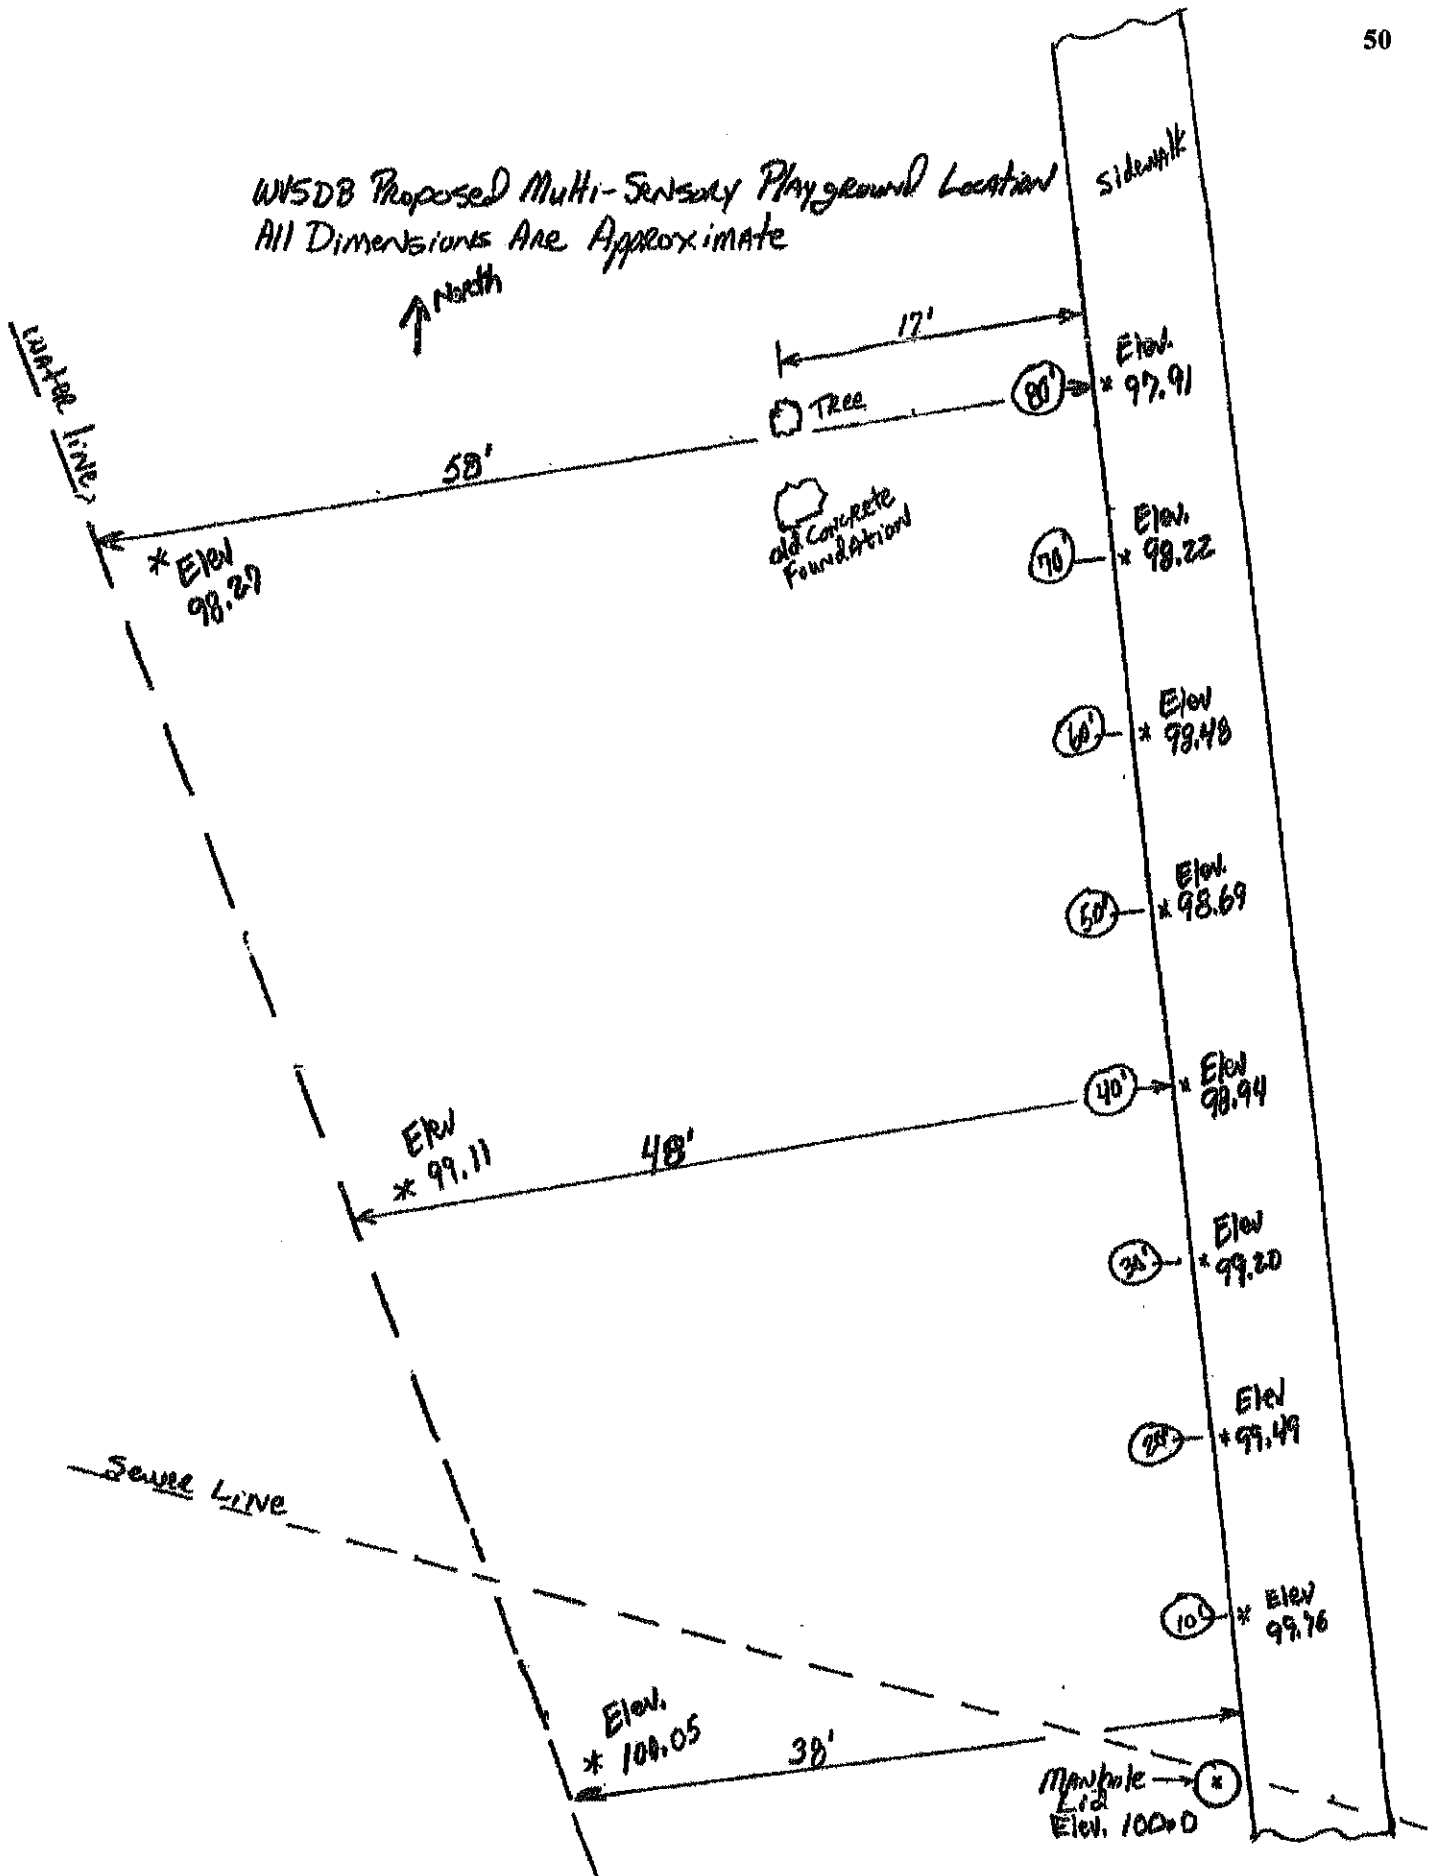 50
Sidewalk
WVSDB Proposed Multi-Sensory Playground Location
All Dimensions Are Approximate
North
Water line
17'
Elev.
97.91
80'
Tree
58'
old Concrete
Foundation
Elev
98.27
Elev.
98.22
70'
Elev
98.48
60'
Elev.
98.69
50'
Elev
98.94
40'
Elev
99.11
48'
Elev
99.20
30'
Elev
99.49
20'
Sewer Line
Elev
99.76
10'
Elev.
100.05
38'
Manhole
Lid
Elev. 100.0